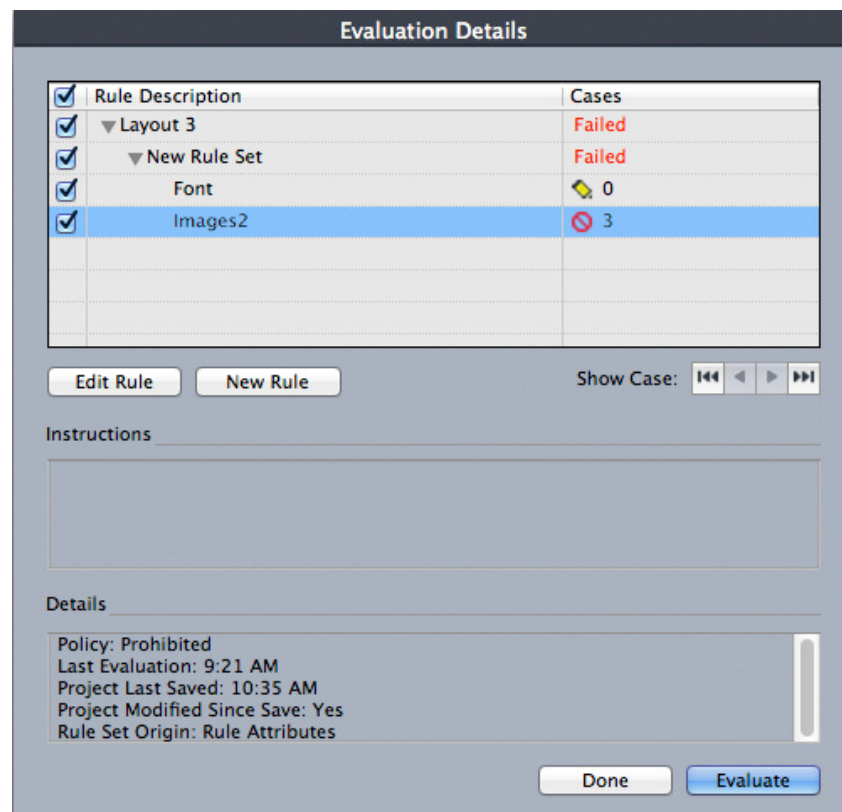 Evaluation Details
Rule Description Cases
Layout 3 Failed
New Rule Set Failed
Font 0
Images2 3
Edit Rule New Rule Show Case:
Instructions
Details
Policy: Prohibited
Last Evaluation: 9:21 AM
Project Last Saved: 10:35 AM
Project Modified Since Save: Yes
Rule Set Origin: Rule Attributes
Done Evaluate